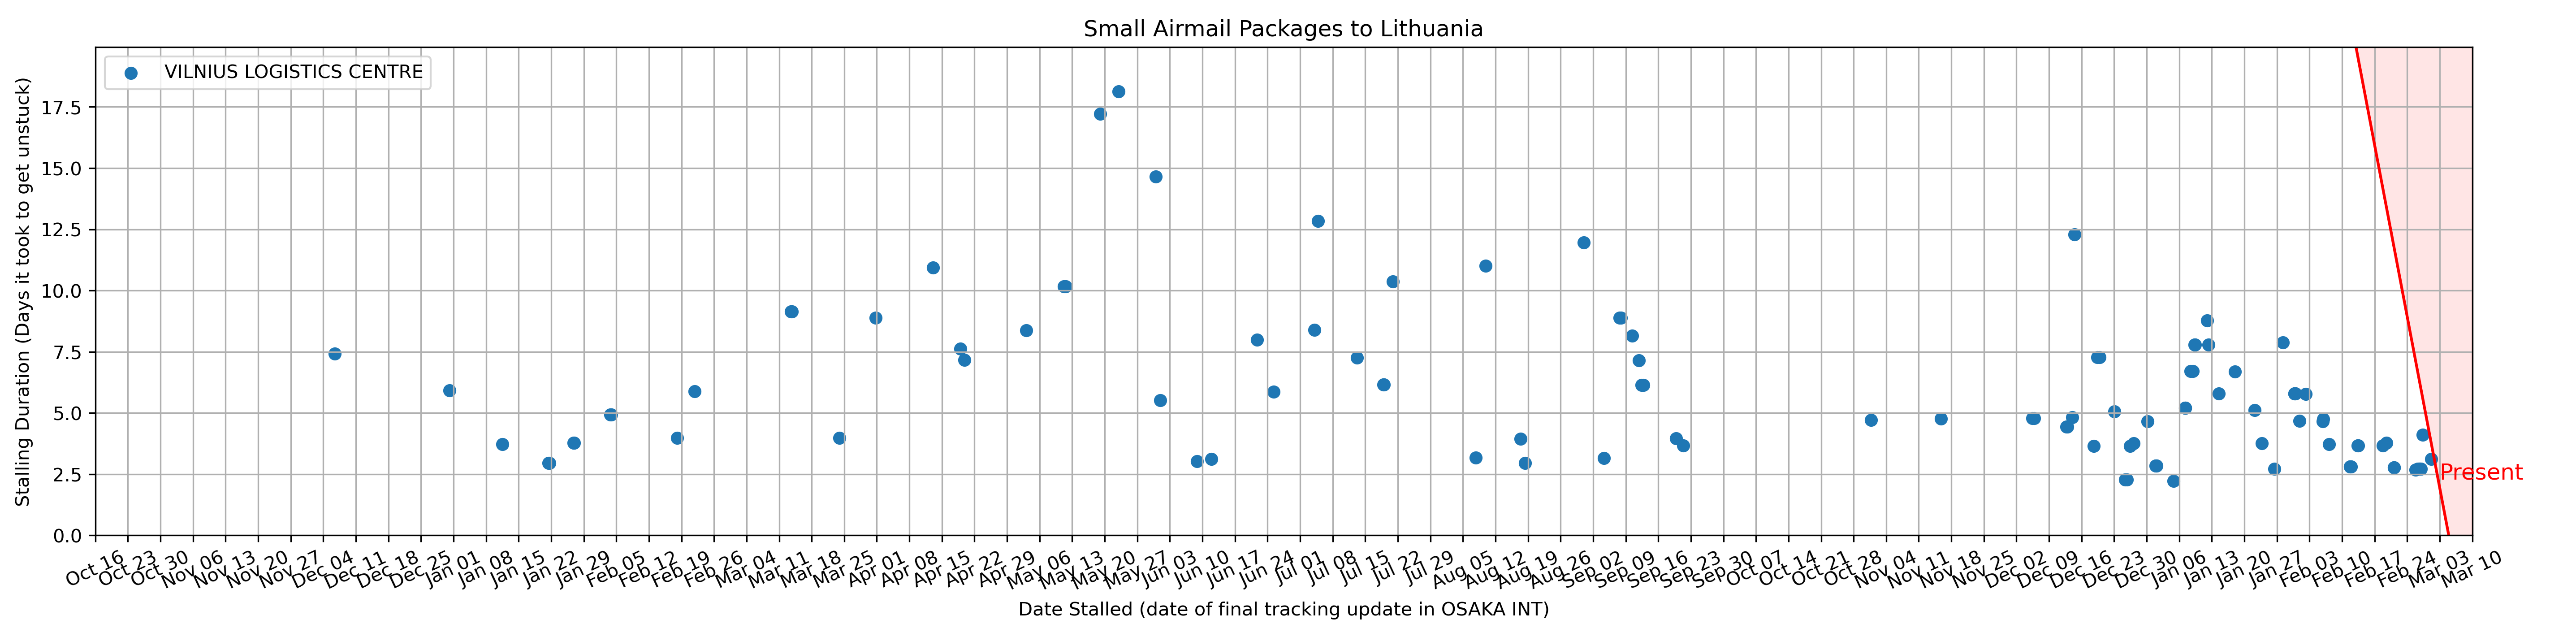 Small Airmail Packages to Lithuania
VILNIUS LOGISTICS CENTRE
Stalling Duration (Days it took to get unstuck)
17.5
15.0
12.5
10.0
7.5
5.0
2.5
0.0
Present
Oct 16 Oct 23 Oct 30 Nov 06 Nov 13 Nov 20 Nov 27 Dec 04 Dec 11 Dec 18 Dec 25 Jan 01 Jan 08 Jan 15 Jan 22 Jan 29 Feb 05 Feb 12 Feb 19 Feb 26 Mar 04 Mar 11 Mar 18 Mar 25 Apr 01 Apr 08 Apr 15 Apr 22 Apr 29 May 06 May 13 May 20 May 27 Jun 03 Jun 10 Jun 17 Jun 24 Jul 01 Jul 08 Jul 15 Jul 22 Jul 29 Aug 05 Aug 12 Aug 19 Aug 26 Sep 02 Sep 09 Sep 16 Sep 23 Sep 30 Oct 07 Oct 14 Oct 21 Oct 28 Nov 04 Nov 11 Nov 18 Nov 25 Dec 02 Dec 09 Dec 16 Dec 23 Dec 30 Jan 06 Jan 13 Jan 20 Jan 27 Feb 03 Feb 10 Feb 17 Feb 24 Mar 03 Mar 10
Date Stalled (date of final tracking update in OSAKA INT)